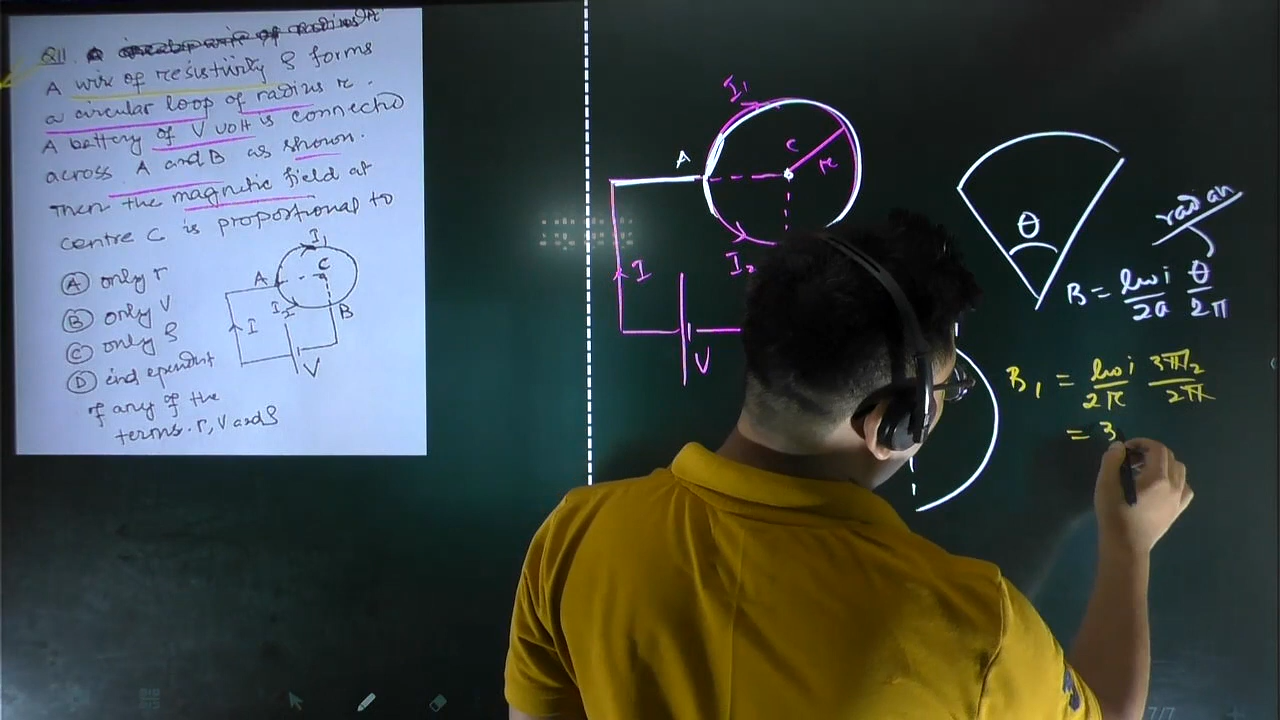 Q11.
A wire of resistivity ρ forms
a circular loop of radius r.
A battery of V volt is connected
across A and B as shown.
Then the magnetic field at
centre C is proportional to
(A) only r
(B) only V
(C) only ρ
(D) independent
of any of the
terms. r, V and ρ
I1
A
C
I2
B
I
V
I1
A
C
r
I2
I
V
θ
radian
B = μ0 i / 2a θ / 2π
B1 = μ0 i / 2r 3π/2 / 2π
= 3
7/7